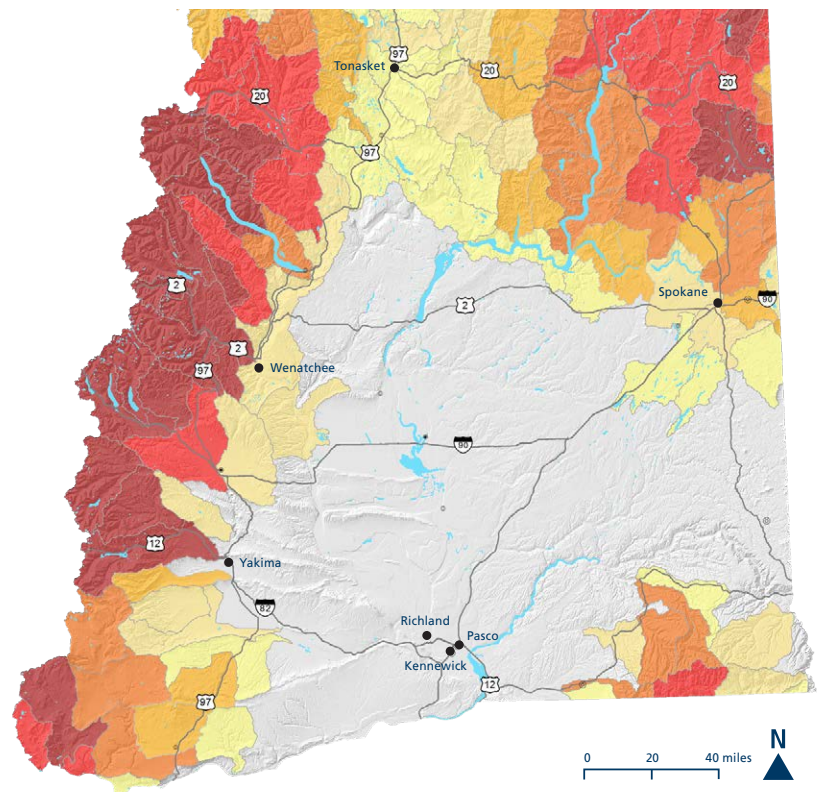 97
Tonasket
20
20
20
97
2
Spokane
90
2
2
97
Wenatchee
90
12
Yakima
82
Richland
Pasco
Kennewick
12
97
N
0 20 40 miles